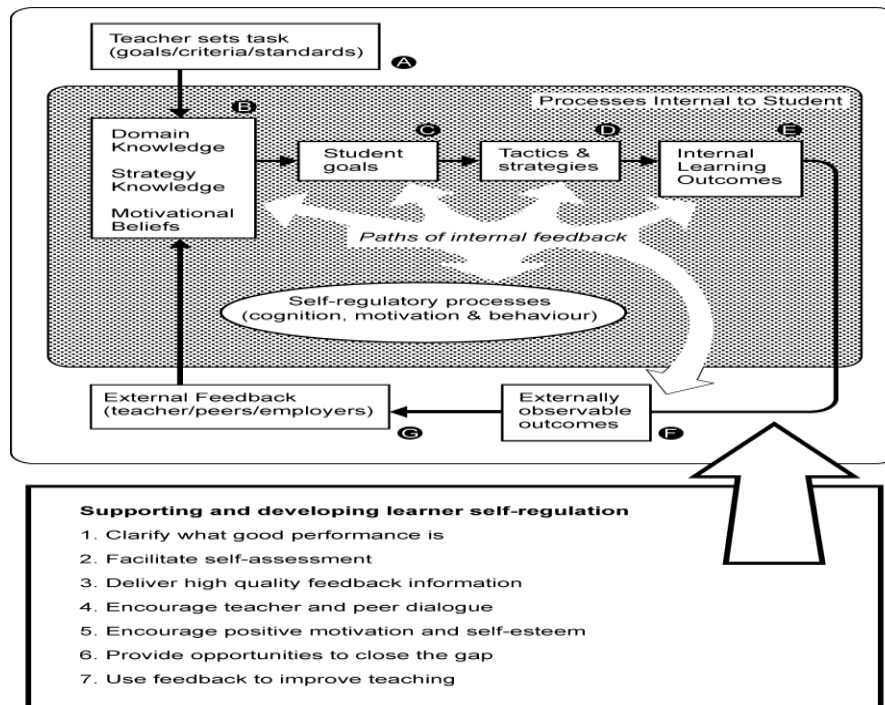 Teacher sets task
(goals/criteria/standards)
A
Processes Internal to Student
B
Domain
Knowledge
Strategy
Knowledge
Motivational
Beliefs
C
Student
goals
D
Tactics &
strategies
E
Internal
Learning
Outcomes
Paths of internal feedback
Self-regulatory processes
(cognition, motivation & behaviour)
External Feedback
(teacher/peers/employers)
G
Externally
observable
outcomes
F
Supporting and developing learner self-regulation
1. Clarify what good performance is
2. Facilitate self-assessment
3. Deliver high quality feedback information
4. Encourage teacher and peer dialogue
5. Encourage positive motivation and self-esteem
6. Provide opportunities to close the gap
7. Use feedback to improve teaching